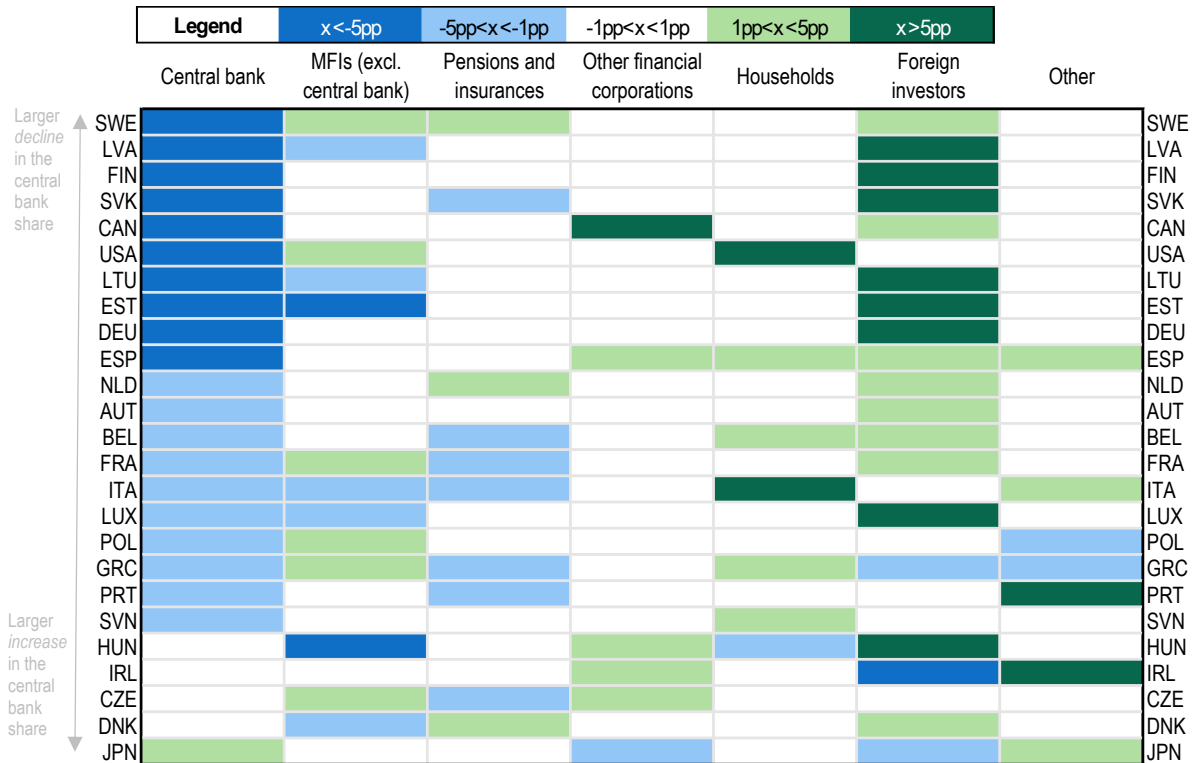 Legend x<-5pp -5pp<x<-1pp -1pp<x<1pp 1pp<x<5pp x>5pp
Central bank MFIs (excl. central bank) Pensions and insurances Other financial corporations Households Foreign investors Other
Larger
decline
in the
central
bank
share
SWE SWE
LVA LVA
FIN FIN
SVK SVK
CAN CAN
USA USA
LTU LTU
EST EST
DEU DEU
ESP ESP
NLD NLD
AUT AUT
BEL BEL
FRA FRA
ITA ITA
LUX LUX
POL POL
GRC GRC
PRT PRT
SVN SVN
HUN HUN
IRL IRL
CZE CZE
DNK DNK
JPN JPN
Larger
increase
in the
central
bank
share